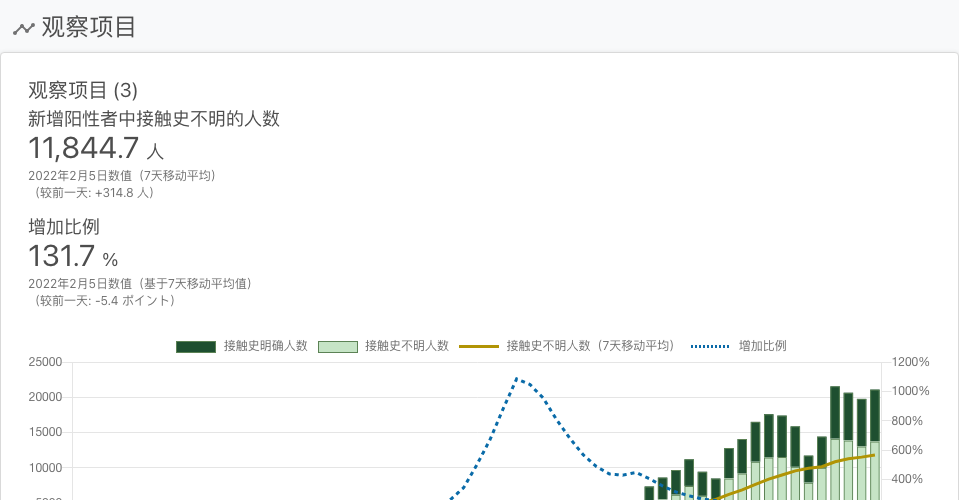 观察项目
观察项目 (3)
新增阳性者中接触史不明的人数
11,844.7 人
2022年2月5日数值（7天移动平均）
（较前一天: +314.8 人）
增加比例
131.7 %
2022年2月5日数值（基于7天移动平均值）
（较前一天: -5.4 ポイント）
接触史明确人数 接触史不明人数 接触史不明人数（7天移动平均） 增加比例
25000 1200%
20000 1000%
15000 800%
10000 600%
400%